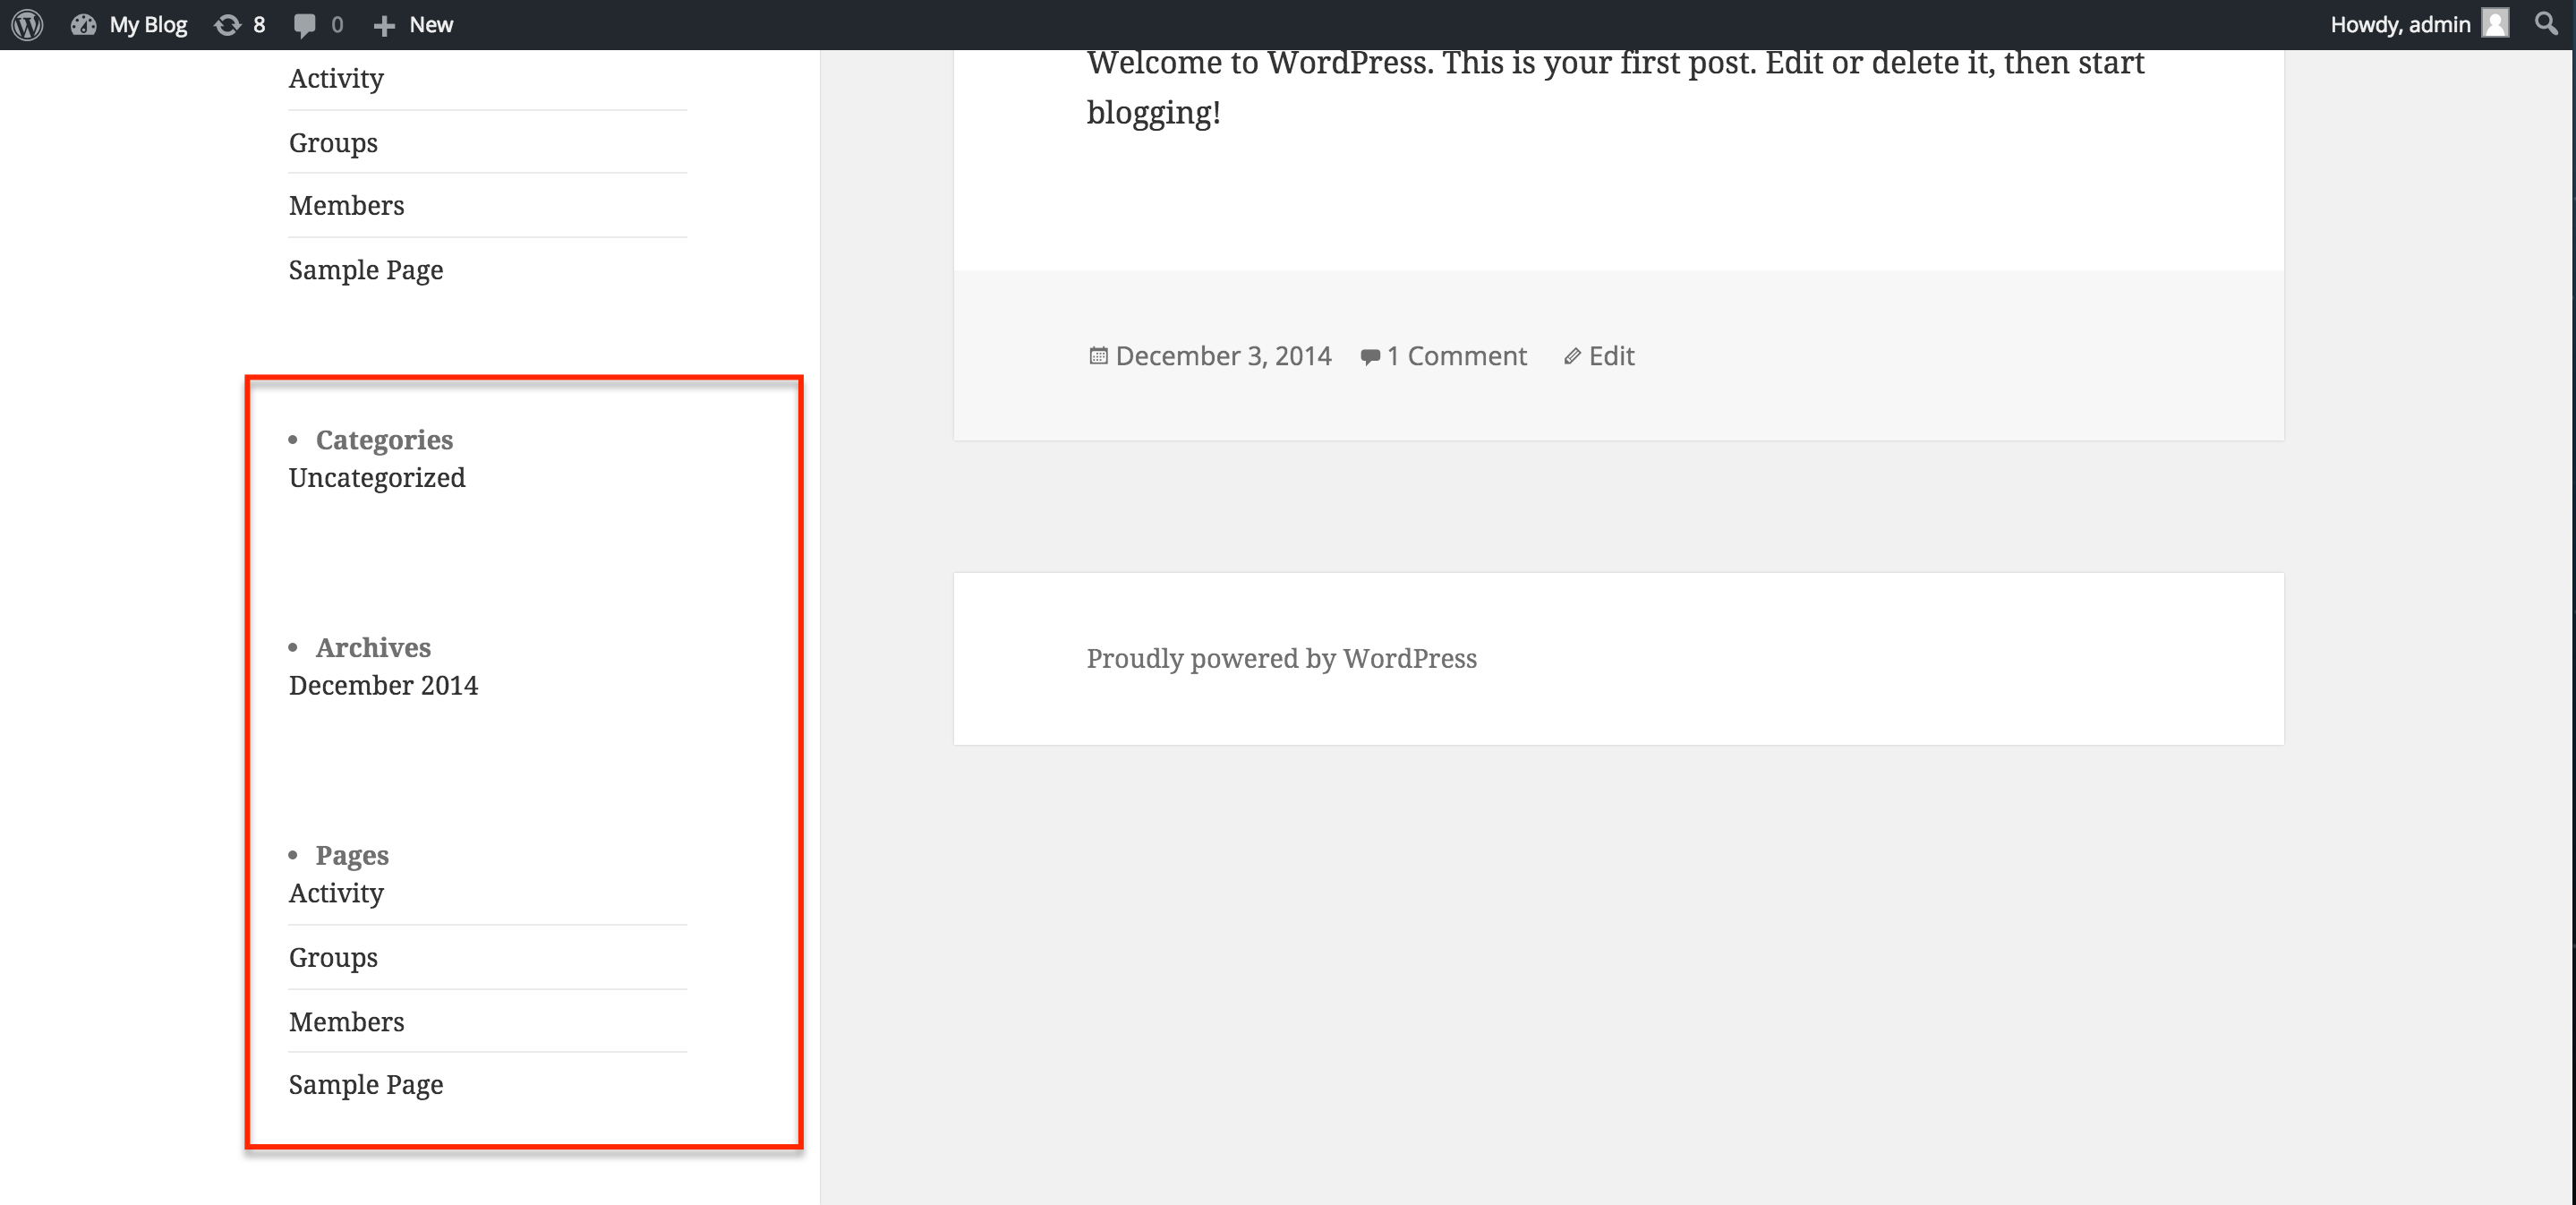 My Blog 8 0 New Howdy, admin
Activity
Groups
Members
Sample Page
• Categories
Uncategorized
• Archives
December 2014
• Pages
Activity
Groups
Members
Sample Page
Welcome to WordPress. This is your first post. Edit or delete it, then start
blogging!
December 3, 2014 1 Comment Edit
Proudly powered by WordPress